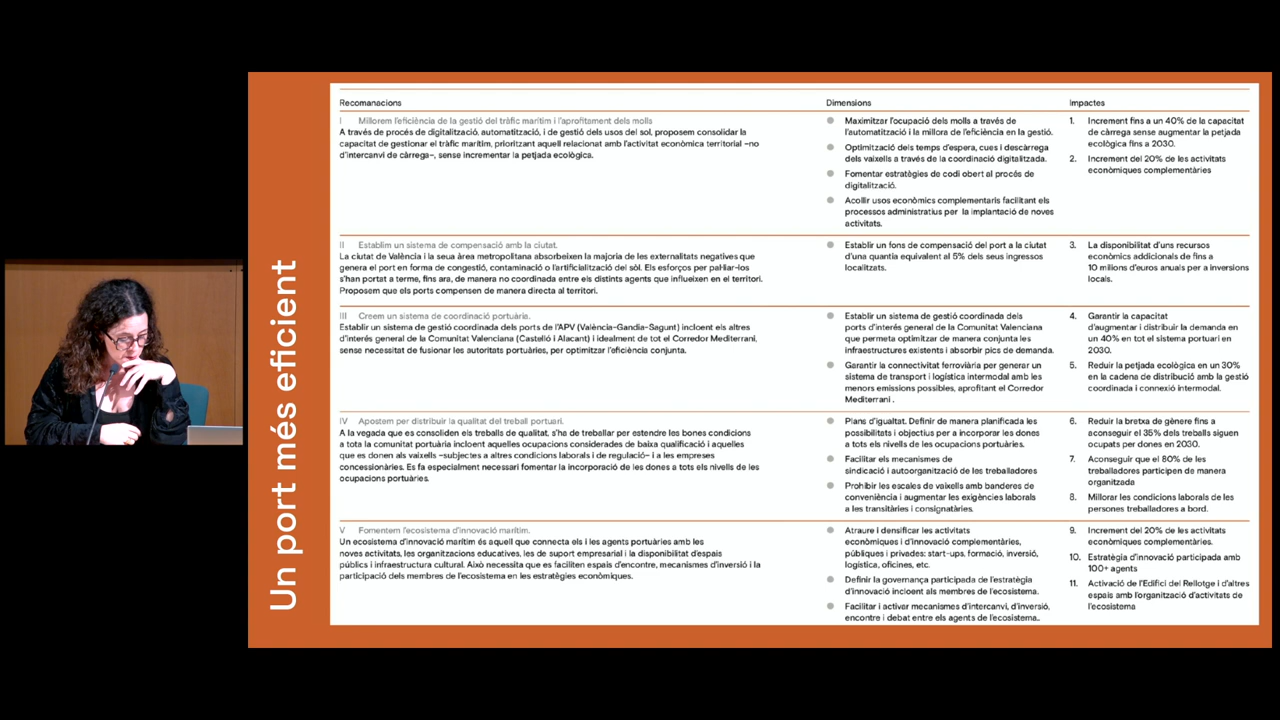 Un port més eficient
Recomanacions
Dimensions
Impactes
I Millorem l'eficiència de la gestió del tràfic marítim i l'aprofitament dels molls
A través de procés de digitalització, automatització, i de gestió dels usos del sol, proposem consolidar la
capacitat de gestionar el tràfic marítim, prioritzant aquell relacionat amb l'activitat econòmica territorial –no
d'intercanvi de càrrega–, sense incrementar la petjada ecològica.
Maximitzar l'ocupació dels molls a través de
l'automatització i la millora de l'eficiència en la gestió.
Optimització dels temps d'espera, cues i descàrrega
dels vaixells a través de la coordinació digitalitzada.
Fomentar estratègies de codi obert al procés de
digitalització.
Acollir usos econòmics complementaris facilitant els
processos administratius per la implantació de noves
activitats.
1. Increment fins a un 40% de la capacitat
de càrrega sense augmentar la petjada
ecològica fins a 2030.
2. Increment del 20% de les activitats
econòmiques complementàries
II Establim un sistema de compensació amb la ciutat.
La ciutat de València i la seua àrea metropolitana absorbeixen la majoria de les externalitats negatives que
genera el port en forma de congestió, contaminació o l'artificialització del sòl. Els esforços per pal·liar-los
s'han portat a terme, fins ara, de manera no coordinada entre els distints agents que influeixen en el territori.
Proposem que els ports compensen de manera directa al territori.
Establir un fons de compensació del port a la ciutat
d'una quantia equivalent al 5% dels seus ingressos
localitzats.
3. La disponibilitat d'uns recursos
econòmics addicionals de fins a
10 milions d'euros anuals per a inversions
locals.
III Creem un sistema de coordinació portuària.
Establir un sistema de gestió coordinada dels ports de l'APV (València-Gandia-Sagunt) incloent els altres
d'interés general de la Comunitat Valenciana (Castelló i Alacant) i idealment de tot el Corredor Mediterrani,
sense necessitat de fusionar les autoritats portuàries, per optimitzar l'eficiència conjunta.
Establir un sistema de gestió coordinada dels
ports d'interés general de la Comunitat Valenciana
que permeta optimitzar de manera conjunta les
infraestructures existents i absorbir pics de demanda.
Garantir la connectivitat ferroviària per generar un
sistema de transport i logística intermodal amb les
menors emissions possibles, aprofitant el Corredor
Mediterrani .
4. Garantir la capacitat
d'augmentar i distribuir la demanda en
un 40% en tot el sistema portuari en
2030.
5. Reduir la petjada ecològica en un 30%
en la cadena de distribució amb la gestió
coordinada i connexió intermodal.
IV Apostem per distribuir la qualitat del treball portuari.
A la vegada que es consoliden els treballs de qualitat, s'ha de treballar per estendre les bones condicions
a tota la comunitat portuària incloent aquelles ocupacions considerades de baixa qualificació i aquelles
que es donen als vaixells –subjectes a altres condicions laborals i de regulació– i a les empreses
concessionàries. Es fa especialment necessari fomentar la incorporació de les dones a tots els nivells de les
ocupacions portuàries.
Plans d'igualtat. Definir de manera planificada les
possibilitats i objectius per a incorporar les dones
a tots els nivells de les ocupacions portuàries.
Facilitar els mecanismes de
sindicació i autoorganització de les treballadores
Prohibir les escales de vaixells amb banderes de
conveniència i augmentar les exigències laborals
a les transitàries i consignatàries.
6. Reduir la bretxa de gènere fins a
aconseguir el 35% dels treballs siguen
ocupats per dones en 2030.
7. Aconseguir que el 80% de les
treballadores participen de manera
organitzada
8. Millorar les condicions laborals de les
persones treballadores a bord.
V Fomentem l'ecosistema d'innovació marítim.
Un ecosistema d'innovació marítim és aquell que connecta els i les agents portuàries amb les
noves activitats, les organitzacions educatives, les de suport empresarial i la disponibilitat d'espais
públics i infraestructura cultural. Això necessita que es faciliten espais d'encontre, mecanismes d'inversió i la
participació dels membres de l'ecosistema en les estratègies econòmiques.
Atraure i densificar les activitats
econòmiques i d'innovació complementàries,
públiques i privades: start-ups, formació, inversió,
logística, oficines, etc.
Definir la governança participada de l'estratègia
d'innovació incloent als membres de l'ecosistema.
Facilitar i activar mecanismes d'intercanvi, d'inversió,
encontre i debat entre els agents de l'ecosistema..
9. Increment del 20% de les activitats
econòmiques complementàries.
10. Estratègia d'innovació participada amb
100+ agents
11. Activació de l'Edifici del Rellotge i d'altres
espais amb l'organització d'activitats de
l'ecosistema